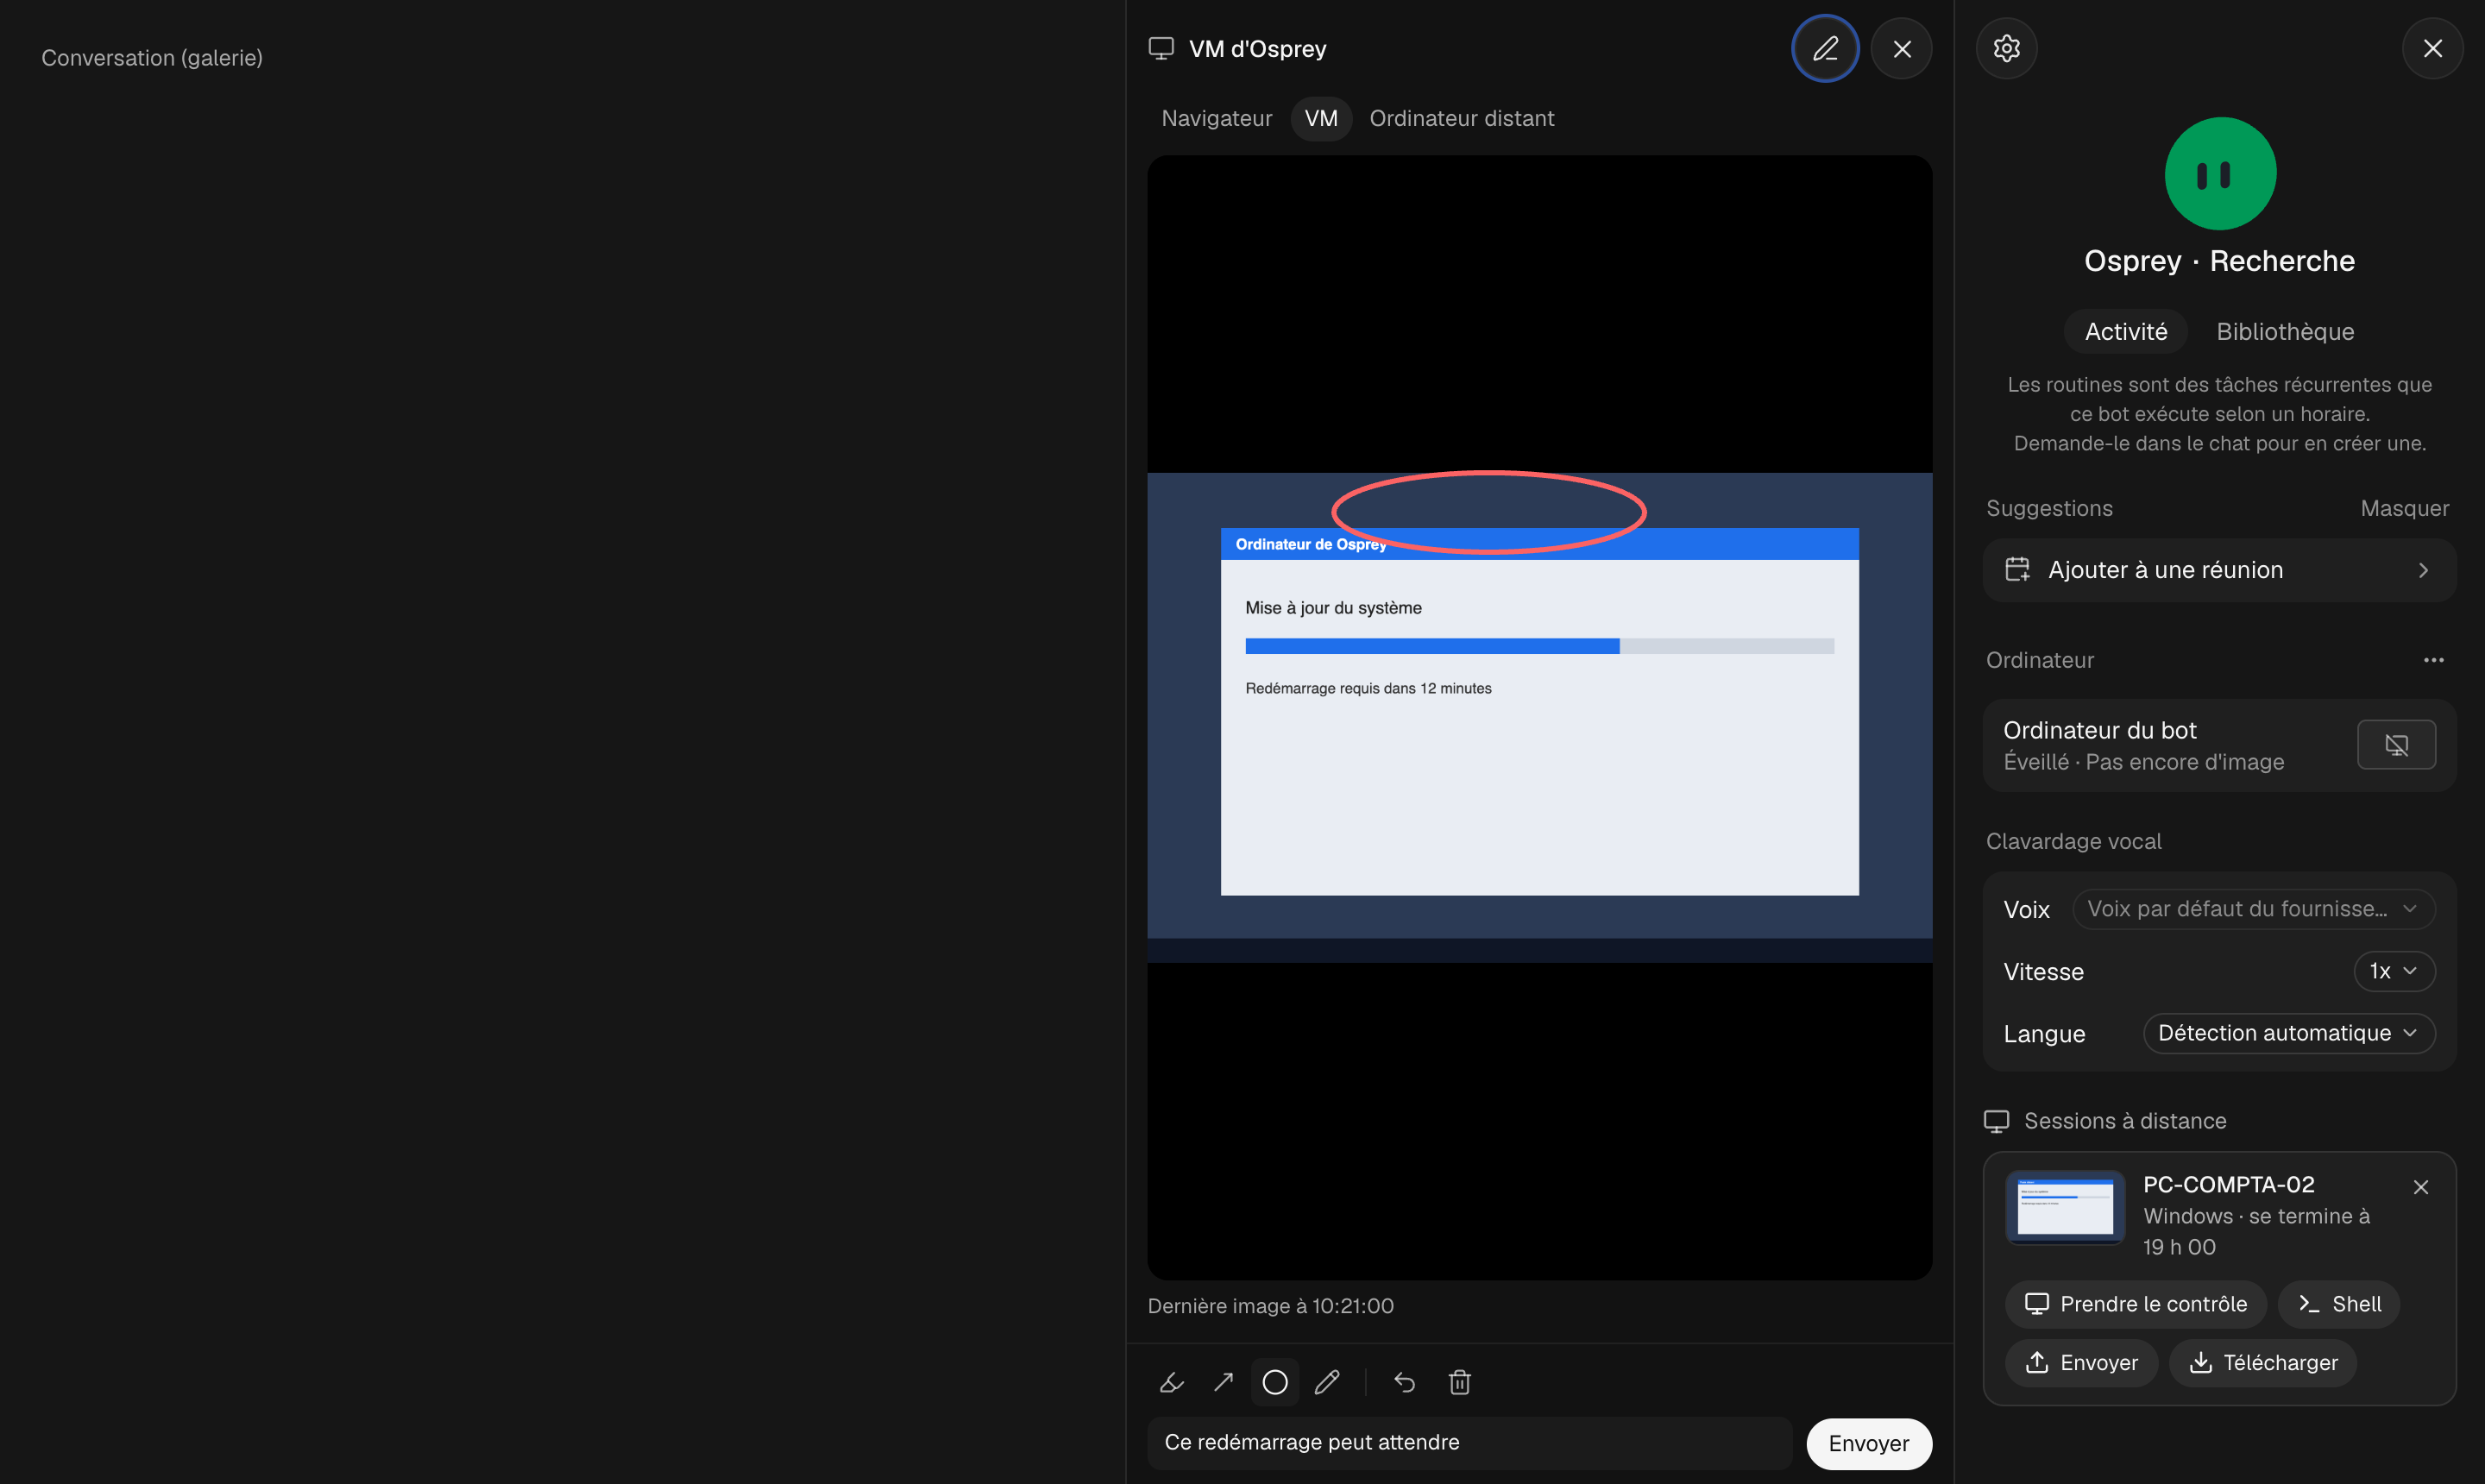 Conversation (galerie)
VM d'Osprey
Navigateur VM Ordinateur distant
Ordinateur de Osprey
Mise à jour du système
Redémarrage requis dans 12 minutes
Dernière image à 10:21:00
Ce redémarrage peut attendre
Envoyer
Osprey · Recherche
Activité Bibliothèque
Les routines sont des tâches récurrentes que
ce bot exécute selon un horaire.
Demande-le dans le chat pour en créer une.
Suggestions Masquer
Ajouter à une réunion
Ordinateur
Ordinateur du bot
Éveillé · Pas encore d'image
Clavardage vocal
Voix Voix par défaut du fournisse...
Vitesse 1x
Langue Détection automatique
Sessions à distance
PC-COMPTA-02
Windows · se termine à
19 h 00
Prendre le contrôle Shell
Envoyer Télécharger